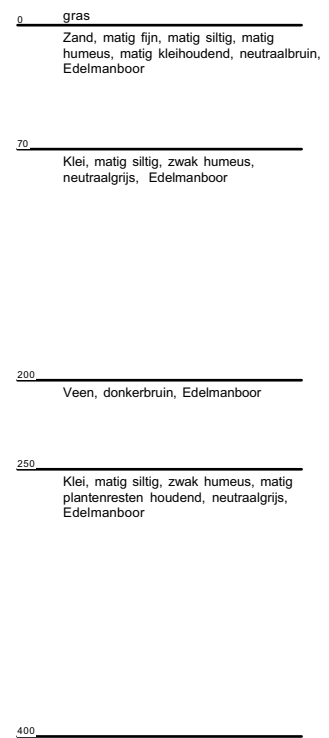 0 gras
Zand, matig fijn, matig siltig, matig
humeus, matig kleihoudend, neutraalbruin,
Edelmanboor
70
Klei, matig siltig, zwak humeus,
neutraalgrijs, Edelmanboor
200
Veen, donkerbruin, Edelmanboor
250
Klei, matig siltig, zwak humeus, matig
plantenresten houdend, neutraalgrijs,
Edelmanboor
400